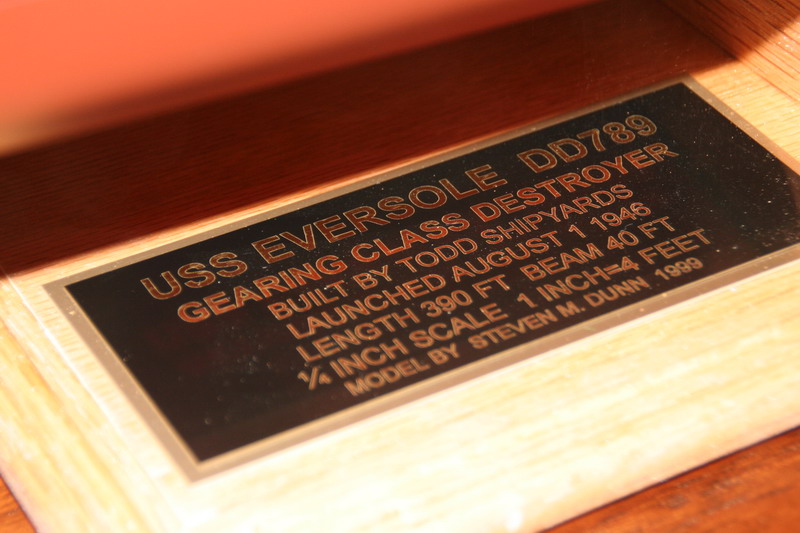 USS EVERSOLE DD789
GEARING CLASS DESTROYER
BUILT BY TODD SHIPYARDS
LAUNCHED AUGUST 1 1946
LENGTH 390 FT BEAM 40 FT
¼ INCH SCALE 1 INCH=4 FEET
MODEL BY STEVEN M. DUNN 1999